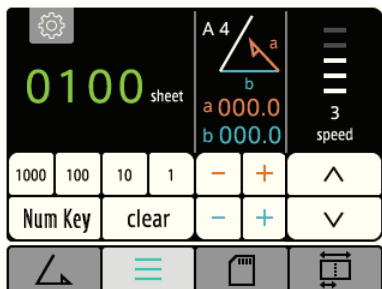 A 4
a
b
0100 sheet
a 000.0
b 000.0
3
speed
1000 100 10 1 − +
Num Key clear − +